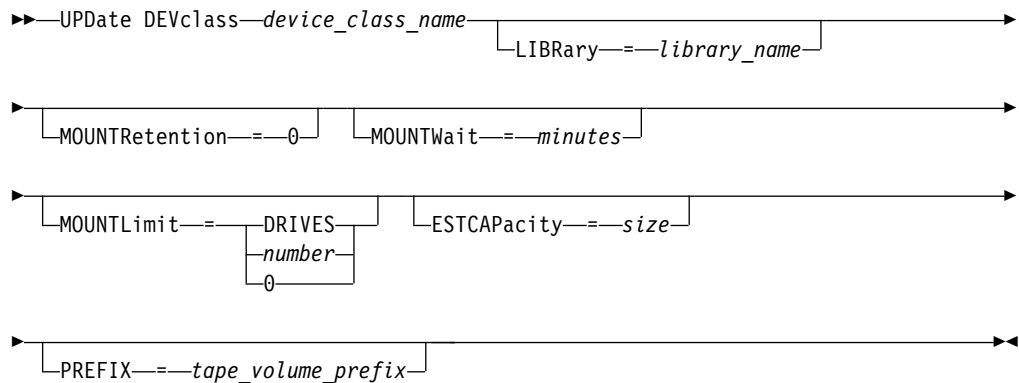 UPDate DEVclass device_class_name
LIBRary = library_name
MOUNTRetention = 0 MOUNTWait = minutes
MOUNTLimit = DRIVES ESTCAPacity = size
number
0
PREFIX = tape_volume_prefix